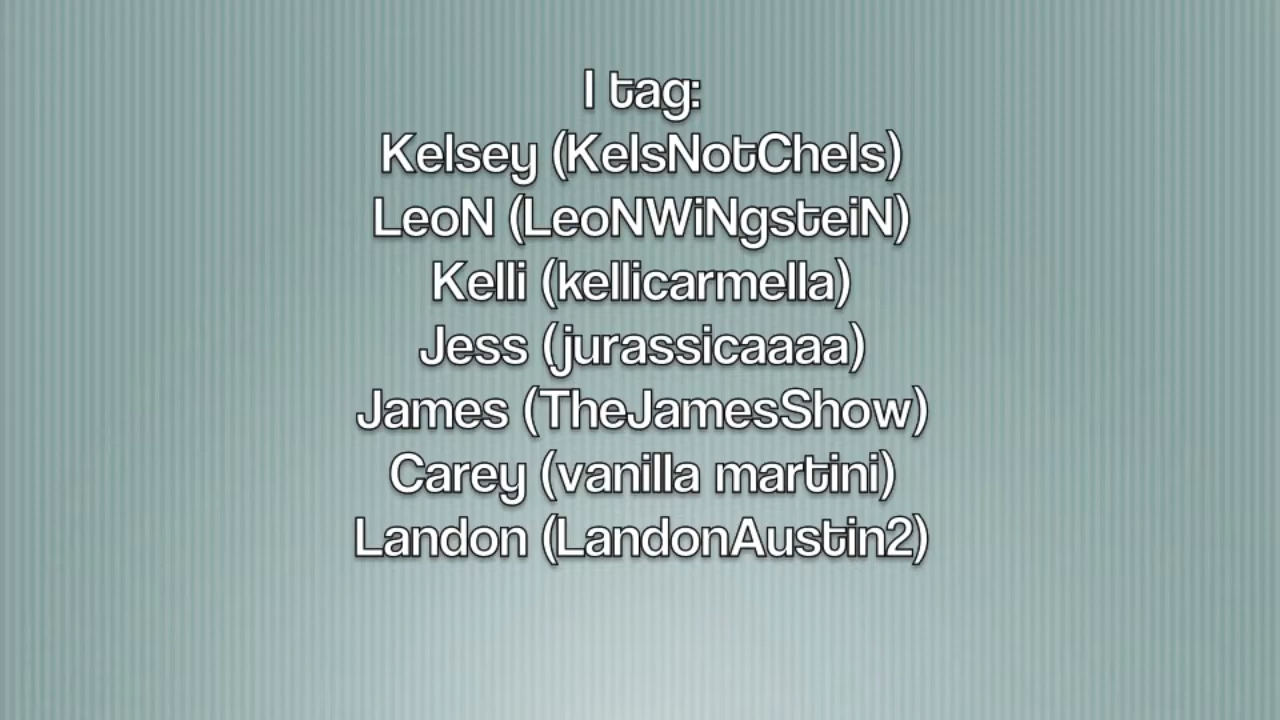 I tag:
Kelsey (KelsNotChels)
LeoN (LeoNWiNgsteiN)
Kelli (kellicarmella)
Jess (jurassicaaaa)
James (TheJamesShow)
Carey (vanilla martini)
Landon (LandonAustin2)